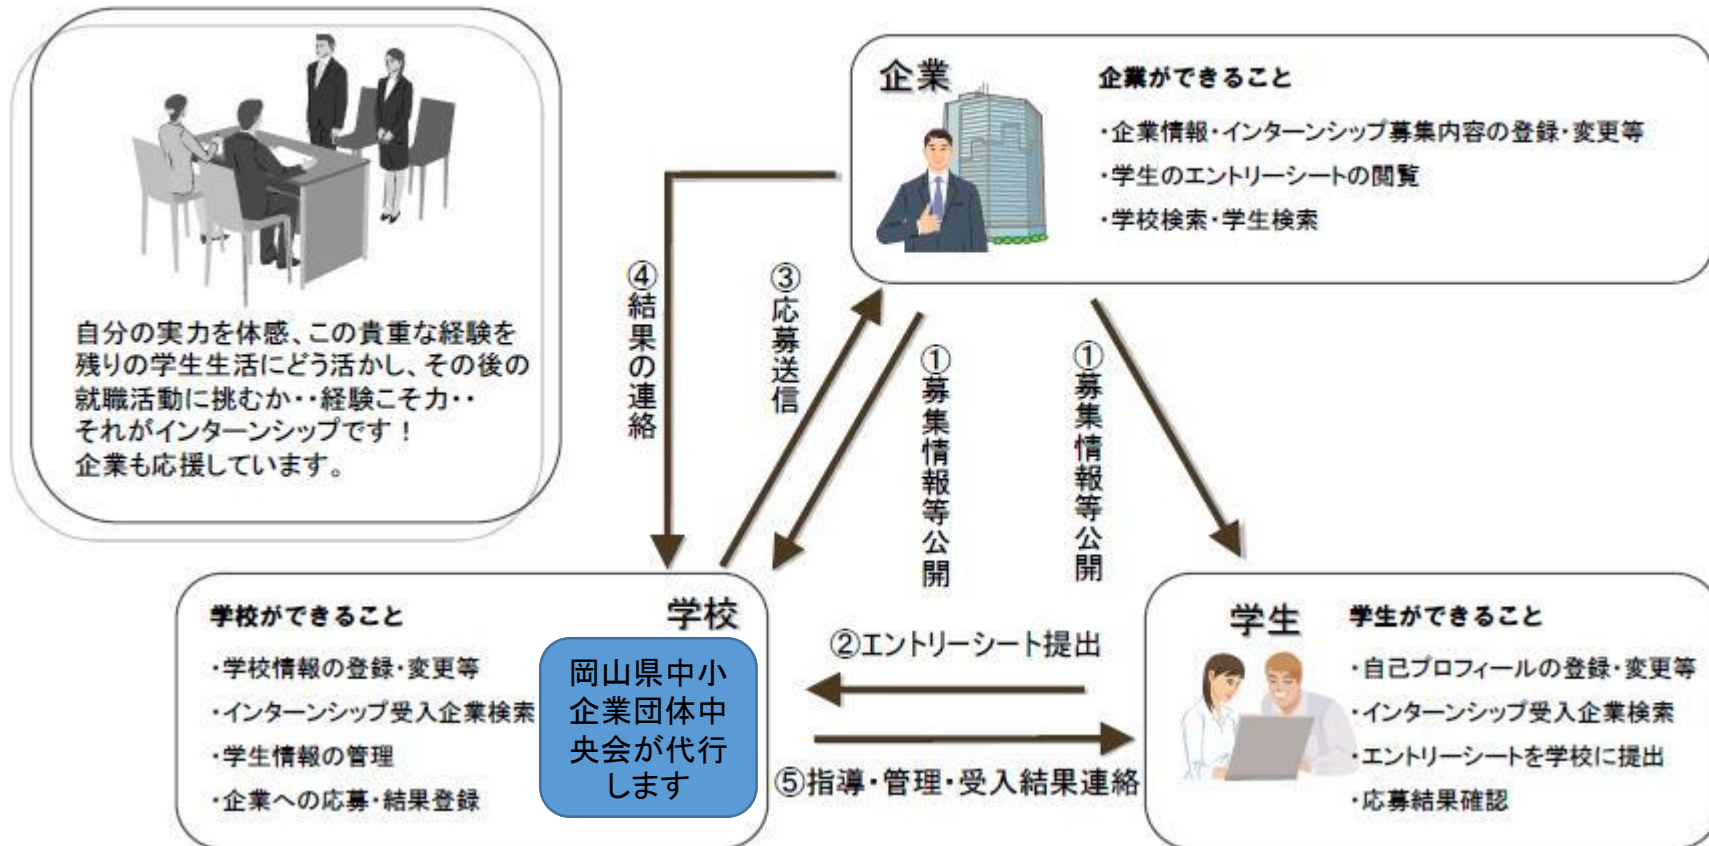 自分の実力を体感、この貴重な経験を
残りの学生生活にどう活かし、その後の
就職活動に挑むか・・経験こそ力・・
それがインターンシップです！
企業も応援しています。
企業
企業ができること
・企業情報・インターンシップ募集内容の登録・変更等
・学生のエントリーシートの閲覧
・学校検索・学生検索
④結果の連絡
③応募送信
①募集情報等公開
①募集情報等公開
学校ができること
学校
・学校情報の登録・変更等
・インターンシップ受入企業検索
・学生情報の管理
・企業への応募・結果登録
岡山県中小
企業団体中
央会が代行
します
②エントリーシート提出
⑤指導・管理・受入結果連絡
学生
学生ができること
・自己プロフィールの登録・変更等
・インターンシップ受入企業検索
・エントリーシートを学校に提出
・応募結果確認